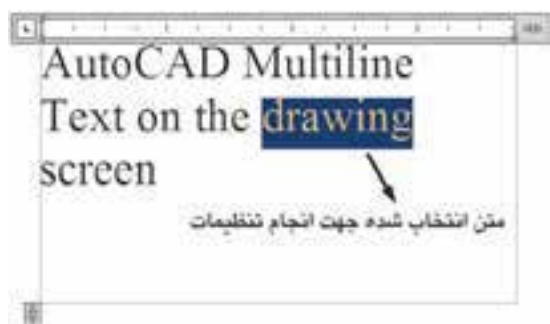 AutoCAD Multiline
Text on the drawing
screen
متن انتخاب شده جهت انجام تنظیمات